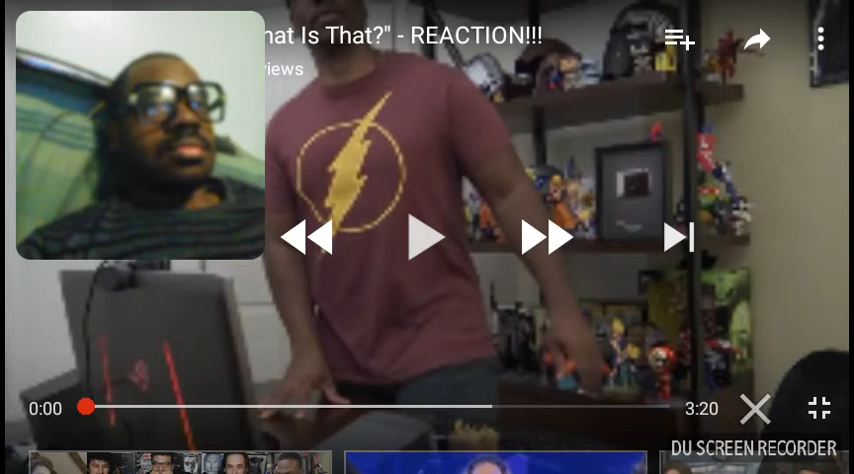 hat Is That?" - REACTION!!!
views
0:00
3:20
DU SCREEN RECORDER